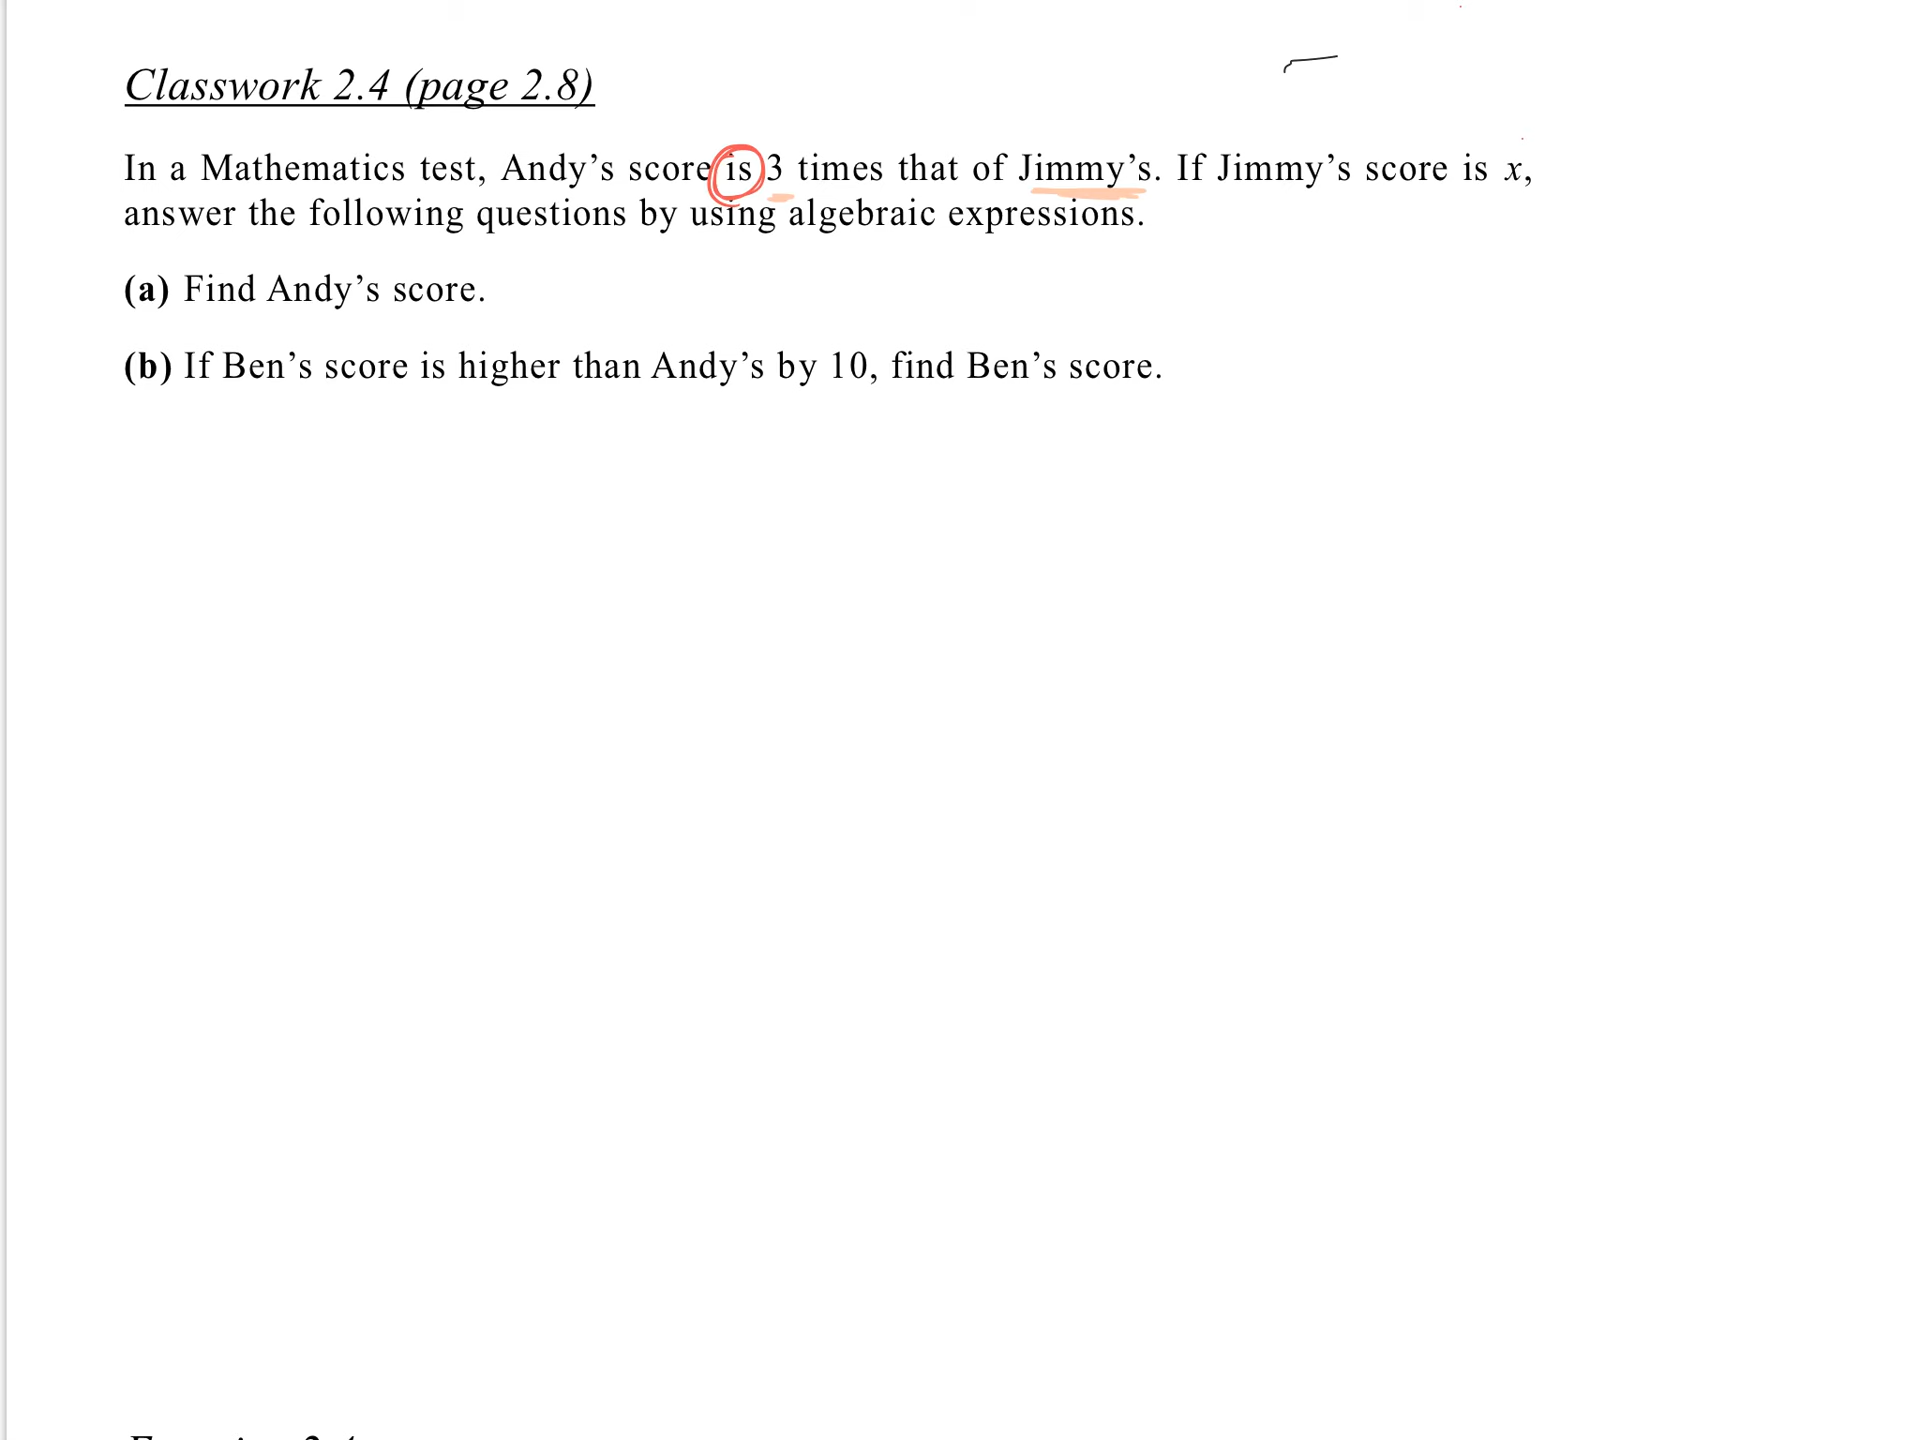 Classwork 2.4 (page 2.8)
In a Mathematics test, Andy’s score is 3 times that of Jimmy’s. If Jimmy’s score is x,
answer the following questions by using algebraic expressions.
(a) Find Andy’s score.
(b) If Ben’s score is higher than Andy’s by 10, find Ben’s score.